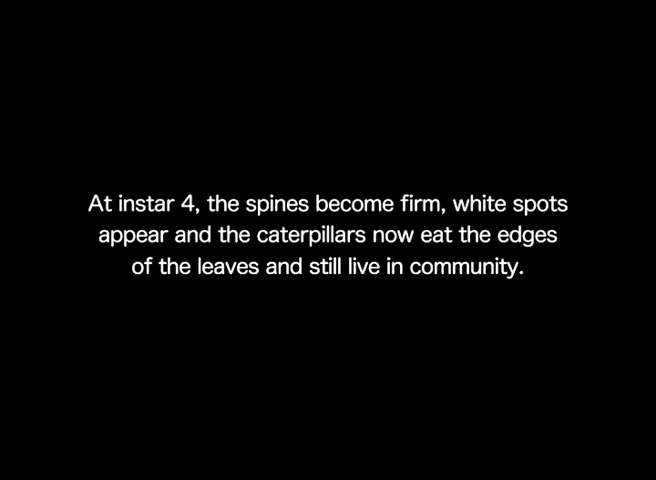 At instar 4, the spines become firm, white spots
appear and the caterpillars now eat the edges
of the leaves and still live in community.